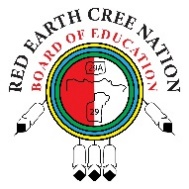 RED EARTH CREE NATION
BOARD OF EDUCATION
29A
29